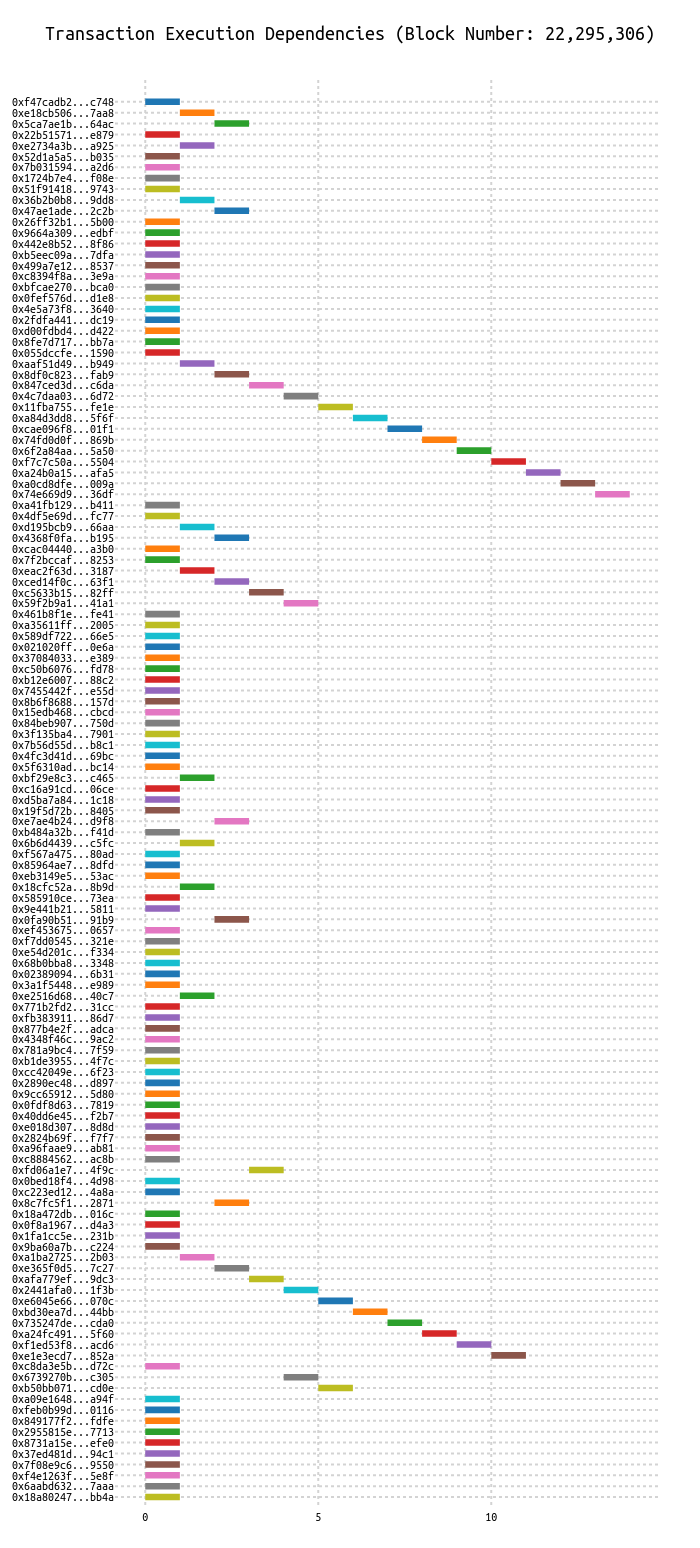 Transaction Execution Dependencies (Block Number: 22,295,306)
0xf47cadb2...c748
0xe18cb506...7aa8
0x5ca7ae1b...64ac
0x22b51571...e879
0xe2734a3b...a925
0x52d1a5a5...b035
0x7b031594...a2d6
0x1724b7e4...f08e
0x51f91418...9743
0x36b2b0b8...9dd8
0x47ae1ade...2c2b
0x26ff32b1...5b00
0x9664a309...edbf
0x442e8b52...8f86
0xb5eec09a...7dfa
0x499a7e12...8537
0xc8394f8a...3e9a
0xbfcae270...bca0
0x0fef576d...d1e8
0x4e5a73f8...3640
0x2fdfa441...dc19
0xd00fdbd4...d422
0x8fe7d717...bb7a
0x055dccfe...1590
0xaaf51d49...b949
0x8df0c823...fab9
0x847ced3d...c6da
0x4c7daa03...6d72
0x11fba755...fe1e
0xa84d3dd8...5f6f
0xcae096f8...01f1
0x74fd0d0f...869b
0x6f2a84aa...5a50
0xf7c7c50a...5504
0xa24b0a15...afa5
0xa0cd8dfe...009a
0x74e669d9...36df
0xa41fb129...b411
0x4df5e69d...fc77
0xd195bcb9...66aa
0x4368f0fa...b195
0xcac04440...a3b0
0x7f2bccaf...8253
0xeac2f63d...3187
0xced14f0c...63f1
0xc5633b15...82ff
0x59f2b9a1...41a1
0x461b8f1e...fe41
0xa35611ff...2005
0x589df722...66e5
0x021020ff...0e6a
0x37084033...e389
0xc50b6076...fd78
0xb12e6007...88c2
0x7455442f...e55d
0x8b6f8688...157d
0x15edb468...cbcd
0x84beb907...750d
0x3f135ba4...7901
0x7b56d55d...b8c1
0x4fc3d41d...69bc
0x5f6310ad...bc14
0xbf29e8c3...c465
0xc16a91cd...06ce
0xd5ba7a84...1c18
0x19f5d72b...8405
0xe7ae4b24...d9f8
0xb484a32b...f41d
0x6b6d4439...c5fc
0xf567a475...80ad
0x85964ae7...8dfd
0xeb3149e5...53ac
0x18cfc52a...8b9d
0x585910ce...73ea
0x9e441b21...5811
0x0fa90b51...91b9
0xef453675...0657
0xf7dd0545...321e
0xe54d201c...f334
0x68b0bba8...3348
0x02389094...6b31
0x3a1f5448...e989
0xe2516d68...40c7
0x771b2fd2...31cc
0xfb383911...86d7
0x877b4e2f...adca
0x4348f46c...9ac2
0x781a9bc4...7f59
0xb1de3955...4f7c
0xcc42049e...6f23
0x2890ec48...d897
0x9cc65912...5d80
0x0fdf8d63...7819
0x40dd6e45...f2b7
0xe018d307...8d8d
0x2824b69f...f7f7
0xa96faae9...ab81
0xc8884562...ac8b
0xfd06a1e7...4f9c
0x0bed18f4...4d98
0xc223ed12...4a8a
0x8c7fc5f1...2871
0x18a472db...016c
0x0f8a1967...d4a3
0x1fa1cc5e...231b
0x9ba60a7b...c224
0xa1ba2725...2b03
0xe365f0d5...7c27
0xafa779ef...9dc3
0x2441afa0...1f3b
0xe6045e66...070c
0xbd30ea7d...44bb
0x735247de...cda0
0xa24fc491...5f60
0xf1ed53f8...acd6
0xe1e3ecd7...852a
0xc8da3e5b...d72c
0x6739270b...c305
0xb50bb071...cd0e
0xa09e1648...a94f
0xfeb0b99d...0116
0x849177f2...fdfe
0x2955815e...7713
0x8731a15e...efe0
0x37ed481d...94c1
0x7f08e9c6...9550
0xf4e1263f...5e8f
0x6aabd632...7aaa
0x18a80247...bb4a
0 5 10